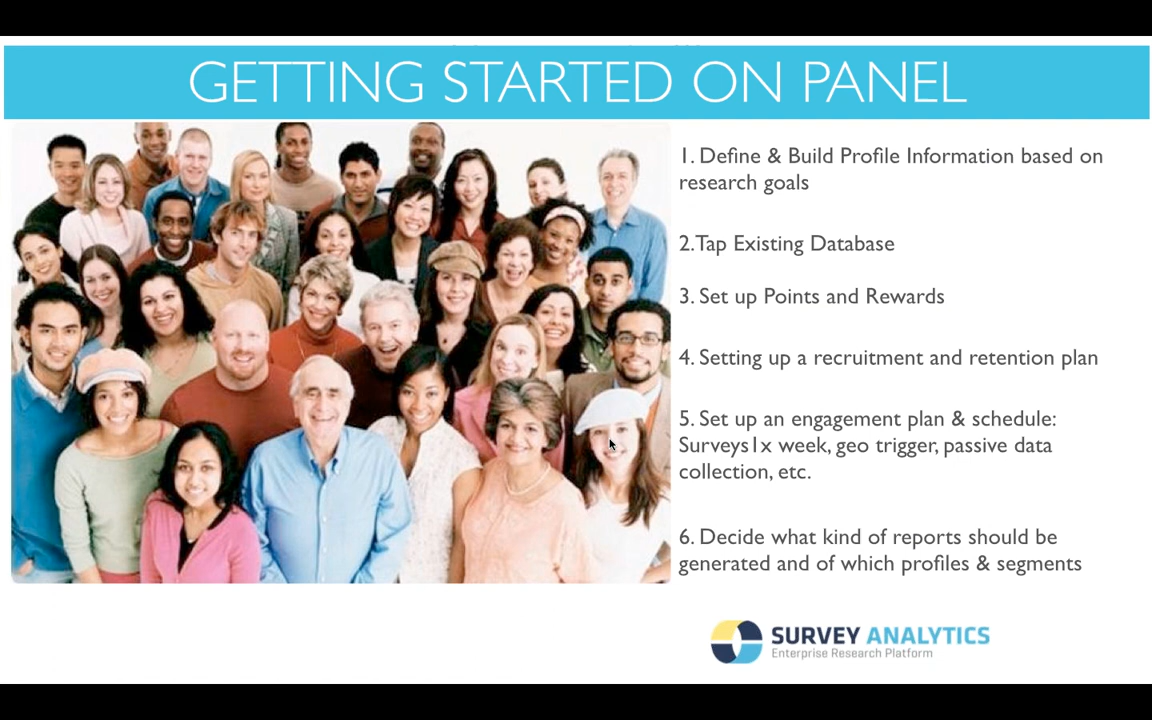 GETTING STARTED ON PANEL
1. Define & Build Profile Information based on
research goals
2.Tap Existing Database
3. Set up Points and Rewards
4. Setting up a recruitment and retention plan
5. Set up an engagement plan & schedule:
Surveys1x week, geo trigger, passive data
collection, etc.
6. Decide what kind of reports should be
generated and of which profiles & segments
SURVEY ANALYTICS
Enterprise Research Platform